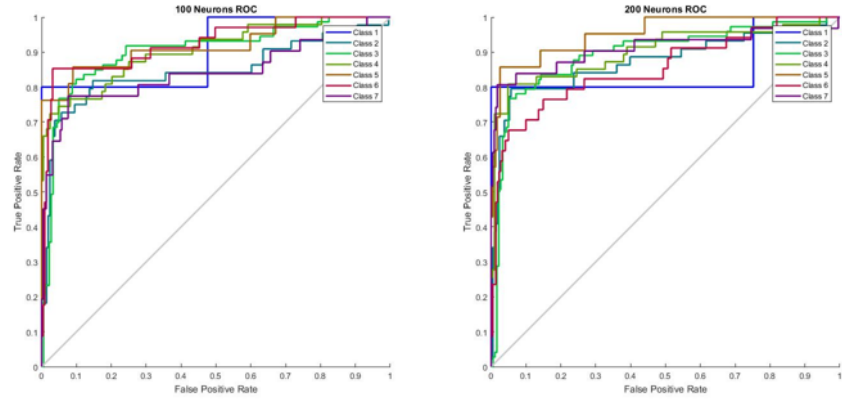 100 Neurons ROC
1
0.9
0.8
0.7
0.6
0.5
0.4
0.3
0.2
0.1
0
True Positive Rate
Class 1
Class 2
Class 3
Class 4
Class 5
Class 6
Class 7
0 0.1 0.2 0.3 0.4 0.5 0.6 0.7 0.8 0.9 1
False Positive Rate
200 Neurons ROC
1
0.9
0.8
0.7
0.6
0.5
0.4
0.3
0.2
0.1
0
True Positive Rate
Class 1
Class 2
Class 3
Class 4
Class 5
Class 6
Class 7
0 0.1 0.2 0.3 0.4 0.5 0.6 0.7 0.8 0.9 1
False Positive Rate